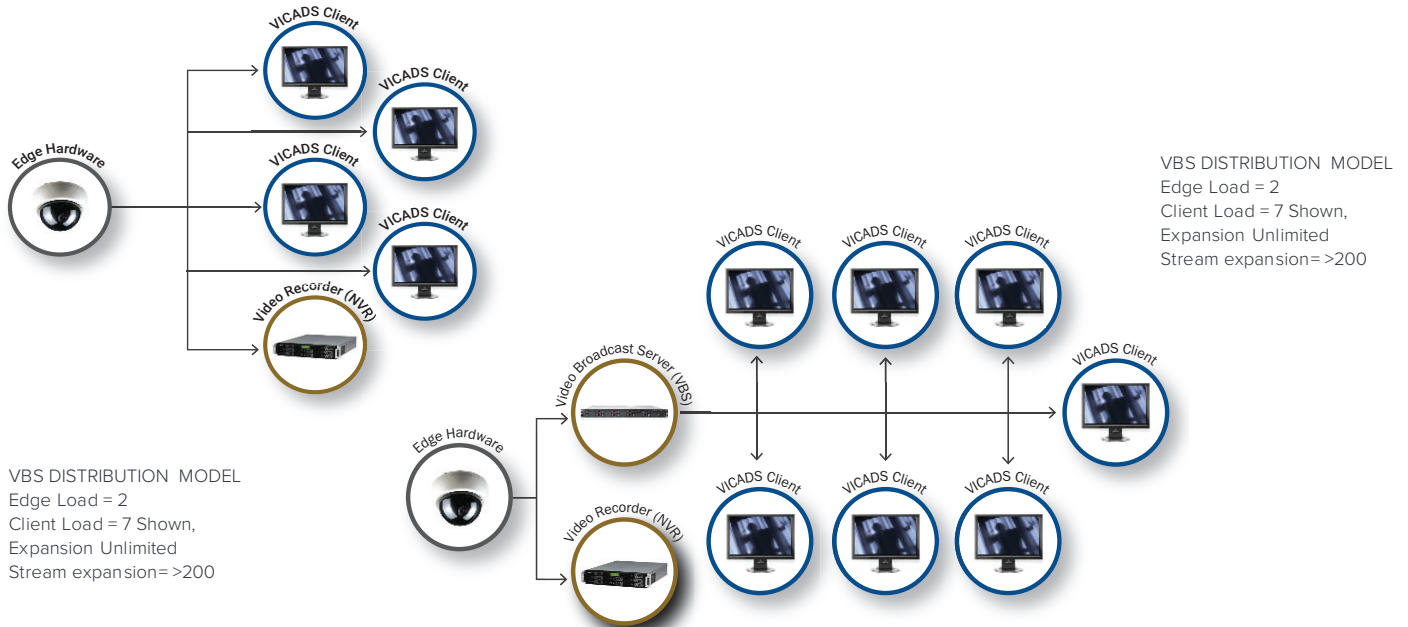 VICADS Client
VICADS Client
Edge Hardware
VICADS Client
VICADS Client
Video Recorder (NVR)
VBS DISTRIBUTION MODEL
Edge Load = 2
Client Load = 7 Shown,
Expansion Unlimited
Stream expansion= >200
VICADS Client
VICADS Client
VICADS Client
Video Broadcast Server (VBS)
VICADS Client
Edge Hardware
VICADS Client
VICADS Client
VICADS Client
Video Recorder (NVR)
VBS DISTRIBUTION MODEL
Edge Load = 2
Client Load = 7 Shown,
Expansion Unlimited
Stream expansion= >200